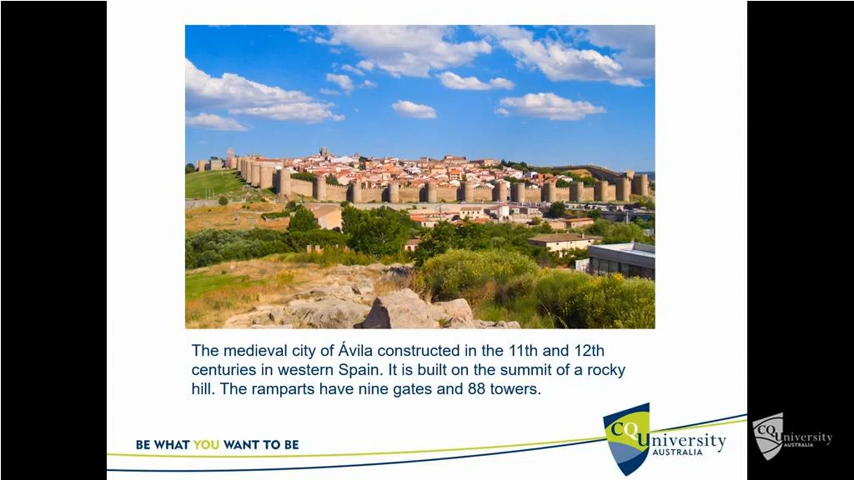 The medieval city of Ávila constructed in the 11th and 12th
centuries in western Spain. It is built on the summit of a rocky
hill. The ramparts have nine gates and 88 towers.
BE WHAT YOU WANT TO BE
CQUniversity
AUSTRALIA
CQUniversity
AUSTRALIA